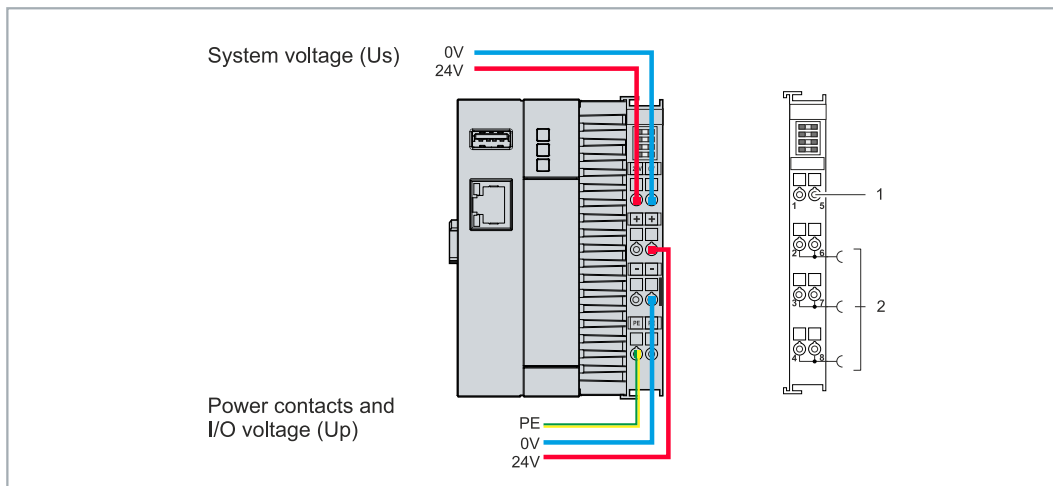 System voltage (Us)
0V
24V
+ +
- -
PE
Power contacts and
I/O voltage (Up)
PE
0V
24V
1
1 5
2 6
2
3 7
4 8